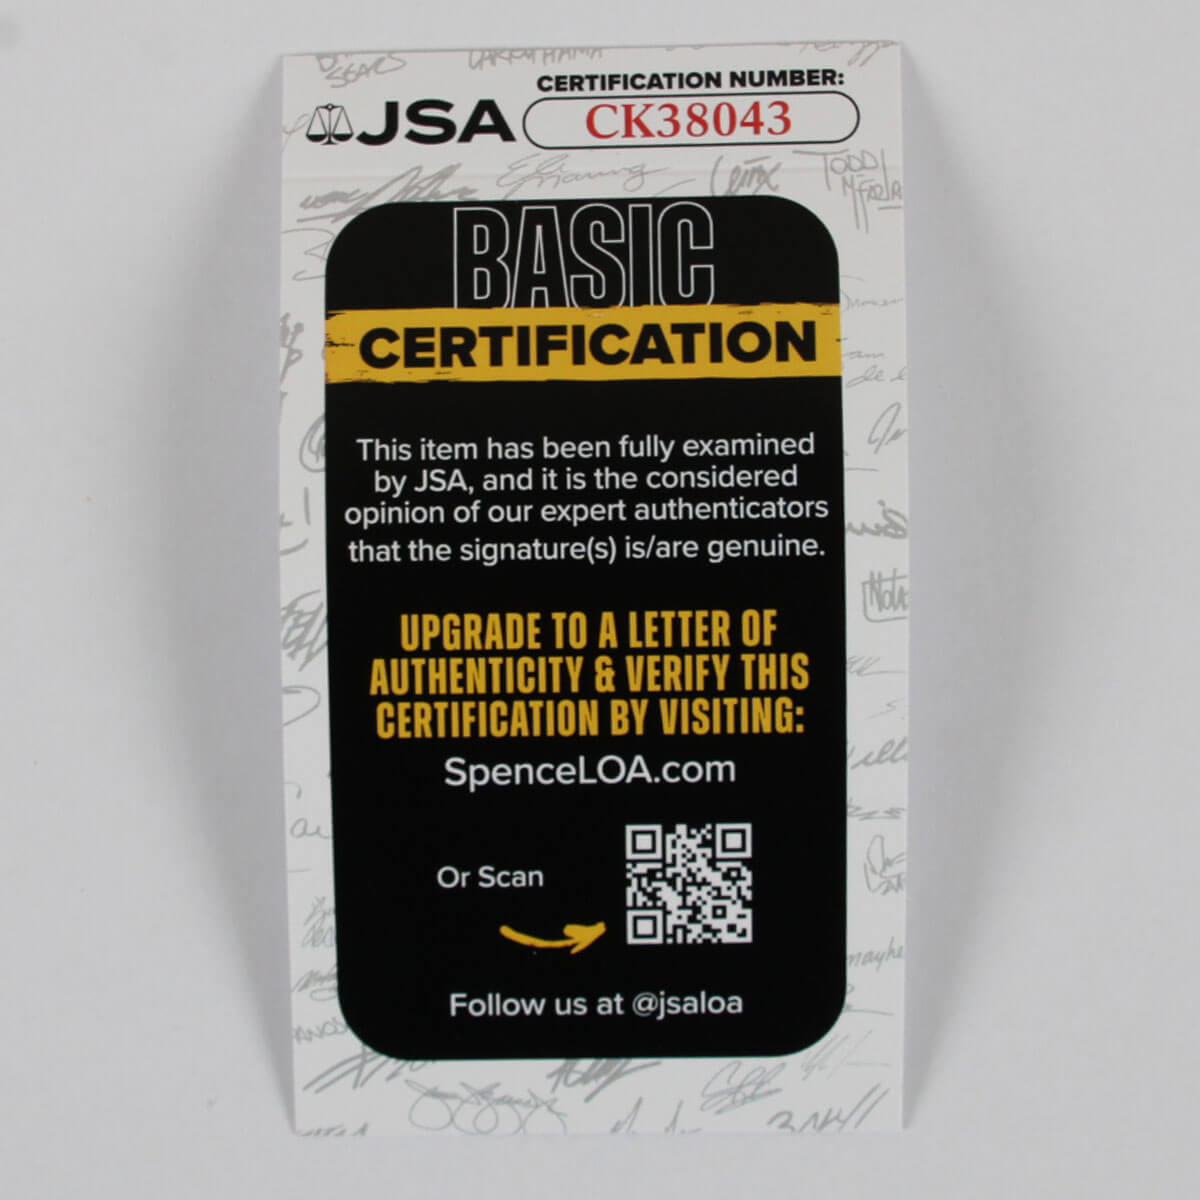 CERTIFICATION NUMBER:
JSA CK38043
BASIC
CERTIFICATION
This item has been fully examined
by JSA, and it is the considered
opinion of our expert authenticators
that the signature(s) is/are genuine.
UPGRADE TO A LETTER OF
AUTHENTICITY & VERIFY THIS
CERTIFICATION BY VISITING:
SpenceLOA.com
Or Scan
Follow us at @jsaloa